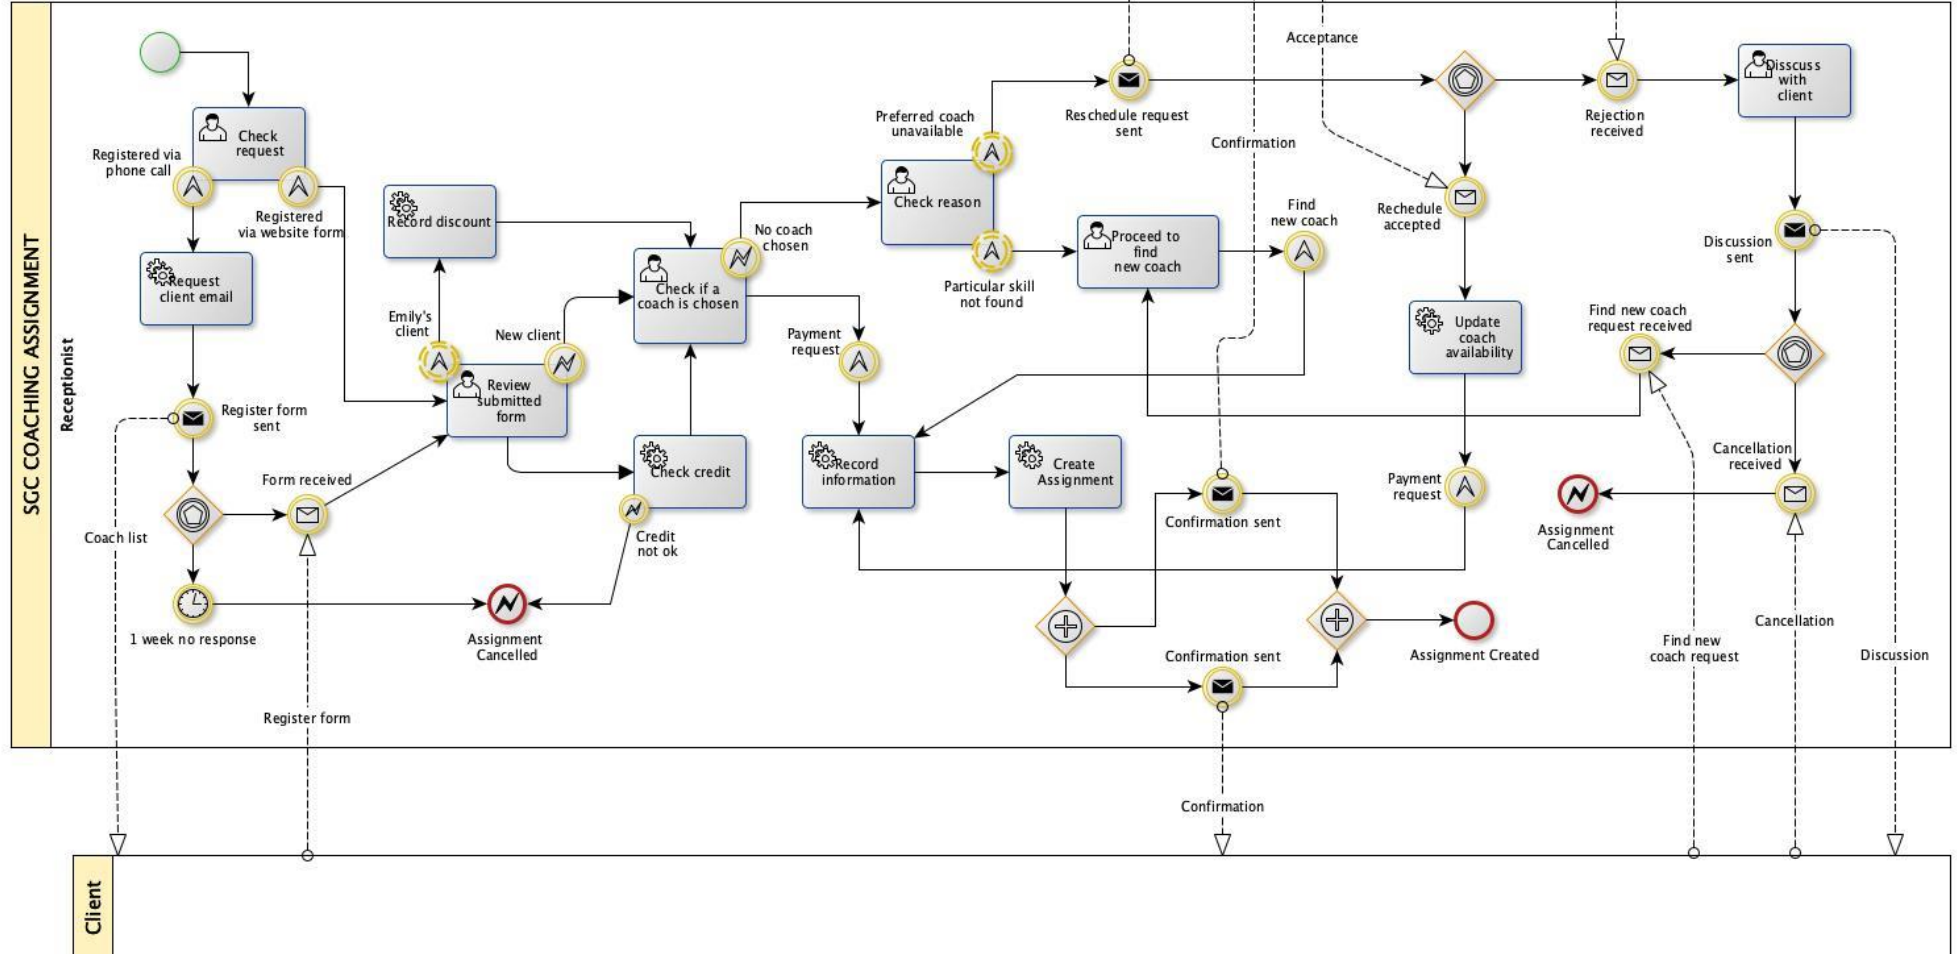 SGC COACHING ASSIGNMENT
Receptionist
Check
request
Registered via
phone call
Registered
via website form
Request
client email
Register form
sent
Coach list
Form received
1 week no response
Register form
Record discount
Emily's
client
New client
Review
submitted
form
Check if a
coach is chosen
No coach
chosen
Check credit
Credit
not ok
Assignment
Cancelled
Payment
request
Record
information
Create
Assignment
Check reason
Preferred coach
unavailable
Particular skill
not found
Reschedule request
sent
Proceed to
find
new coach
Find
new coach
Confirmation
Acceptance
Confirmation sent
Confirmation sent
Confirmation
Assignment Created
Rechedule
accepted
Update
coach
availability
Payment
request
Rejection
received
Disscuss
with
client
Discussion
sent
Find new coach
request received
Cancellation
received
Assignment
Cancelled
Find new
coach request
Cancellation
Discussion
Client